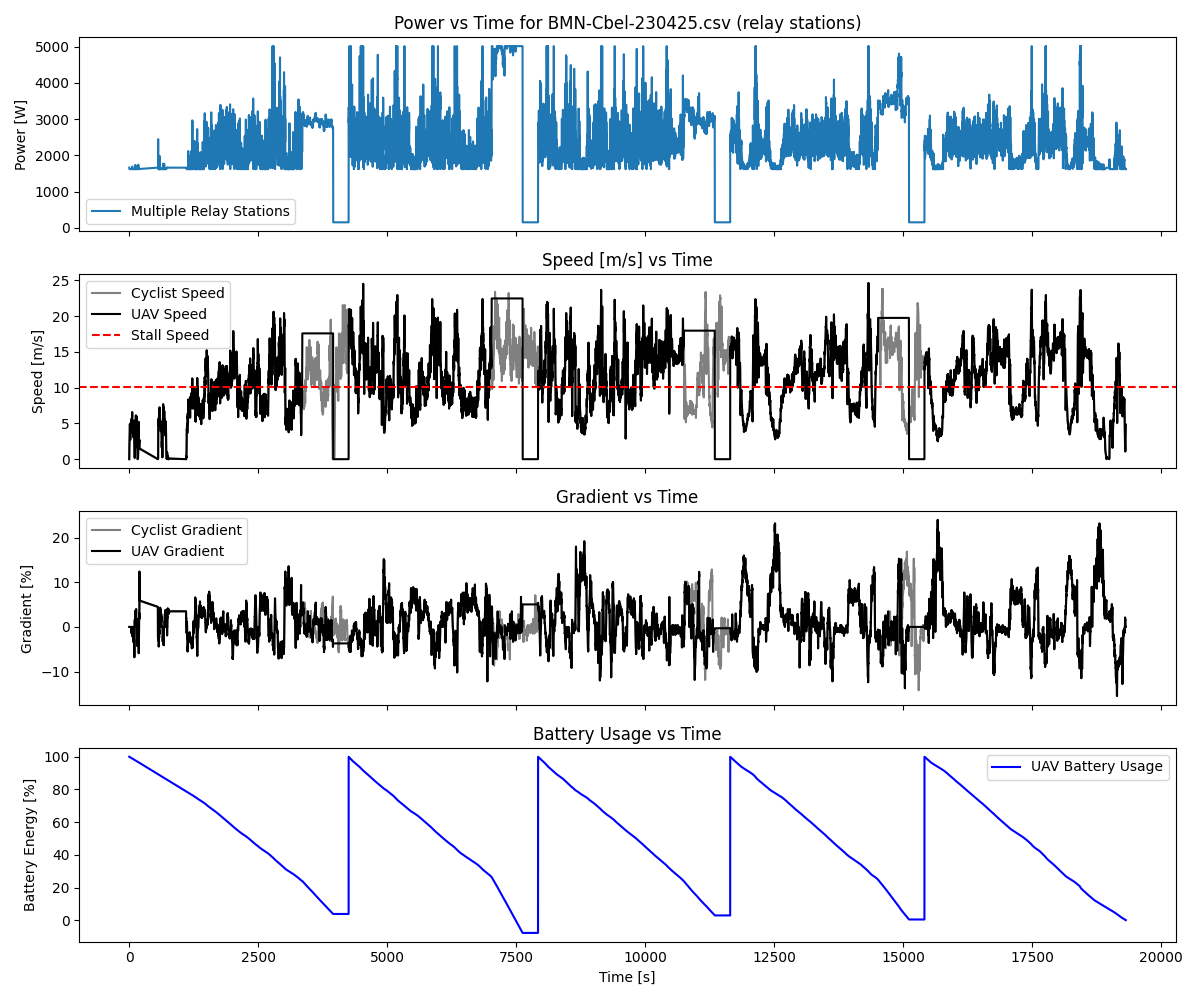 Power vs Time for BMN-Cbel-230425.csv (relay stations)
Power [W]
5000
4000
3000
2000
1000
0
Multiple Relay Stations
Speed [m/s] vs Time
Speed [m/s]
25
20
15
10
5
0
Cyclist Speed
UAV Speed
Stall Speed
Gradient vs Time
Gradient [%]
20
10
0
−10
Cyclist Gradient
UAV Gradient
Battery Usage vs Time
Battery Energy [%]
100
80
60
40
20
0
UAV Battery Usage
0 2500 5000 7500 10000 12500 15000 17500 20000
Time [s]